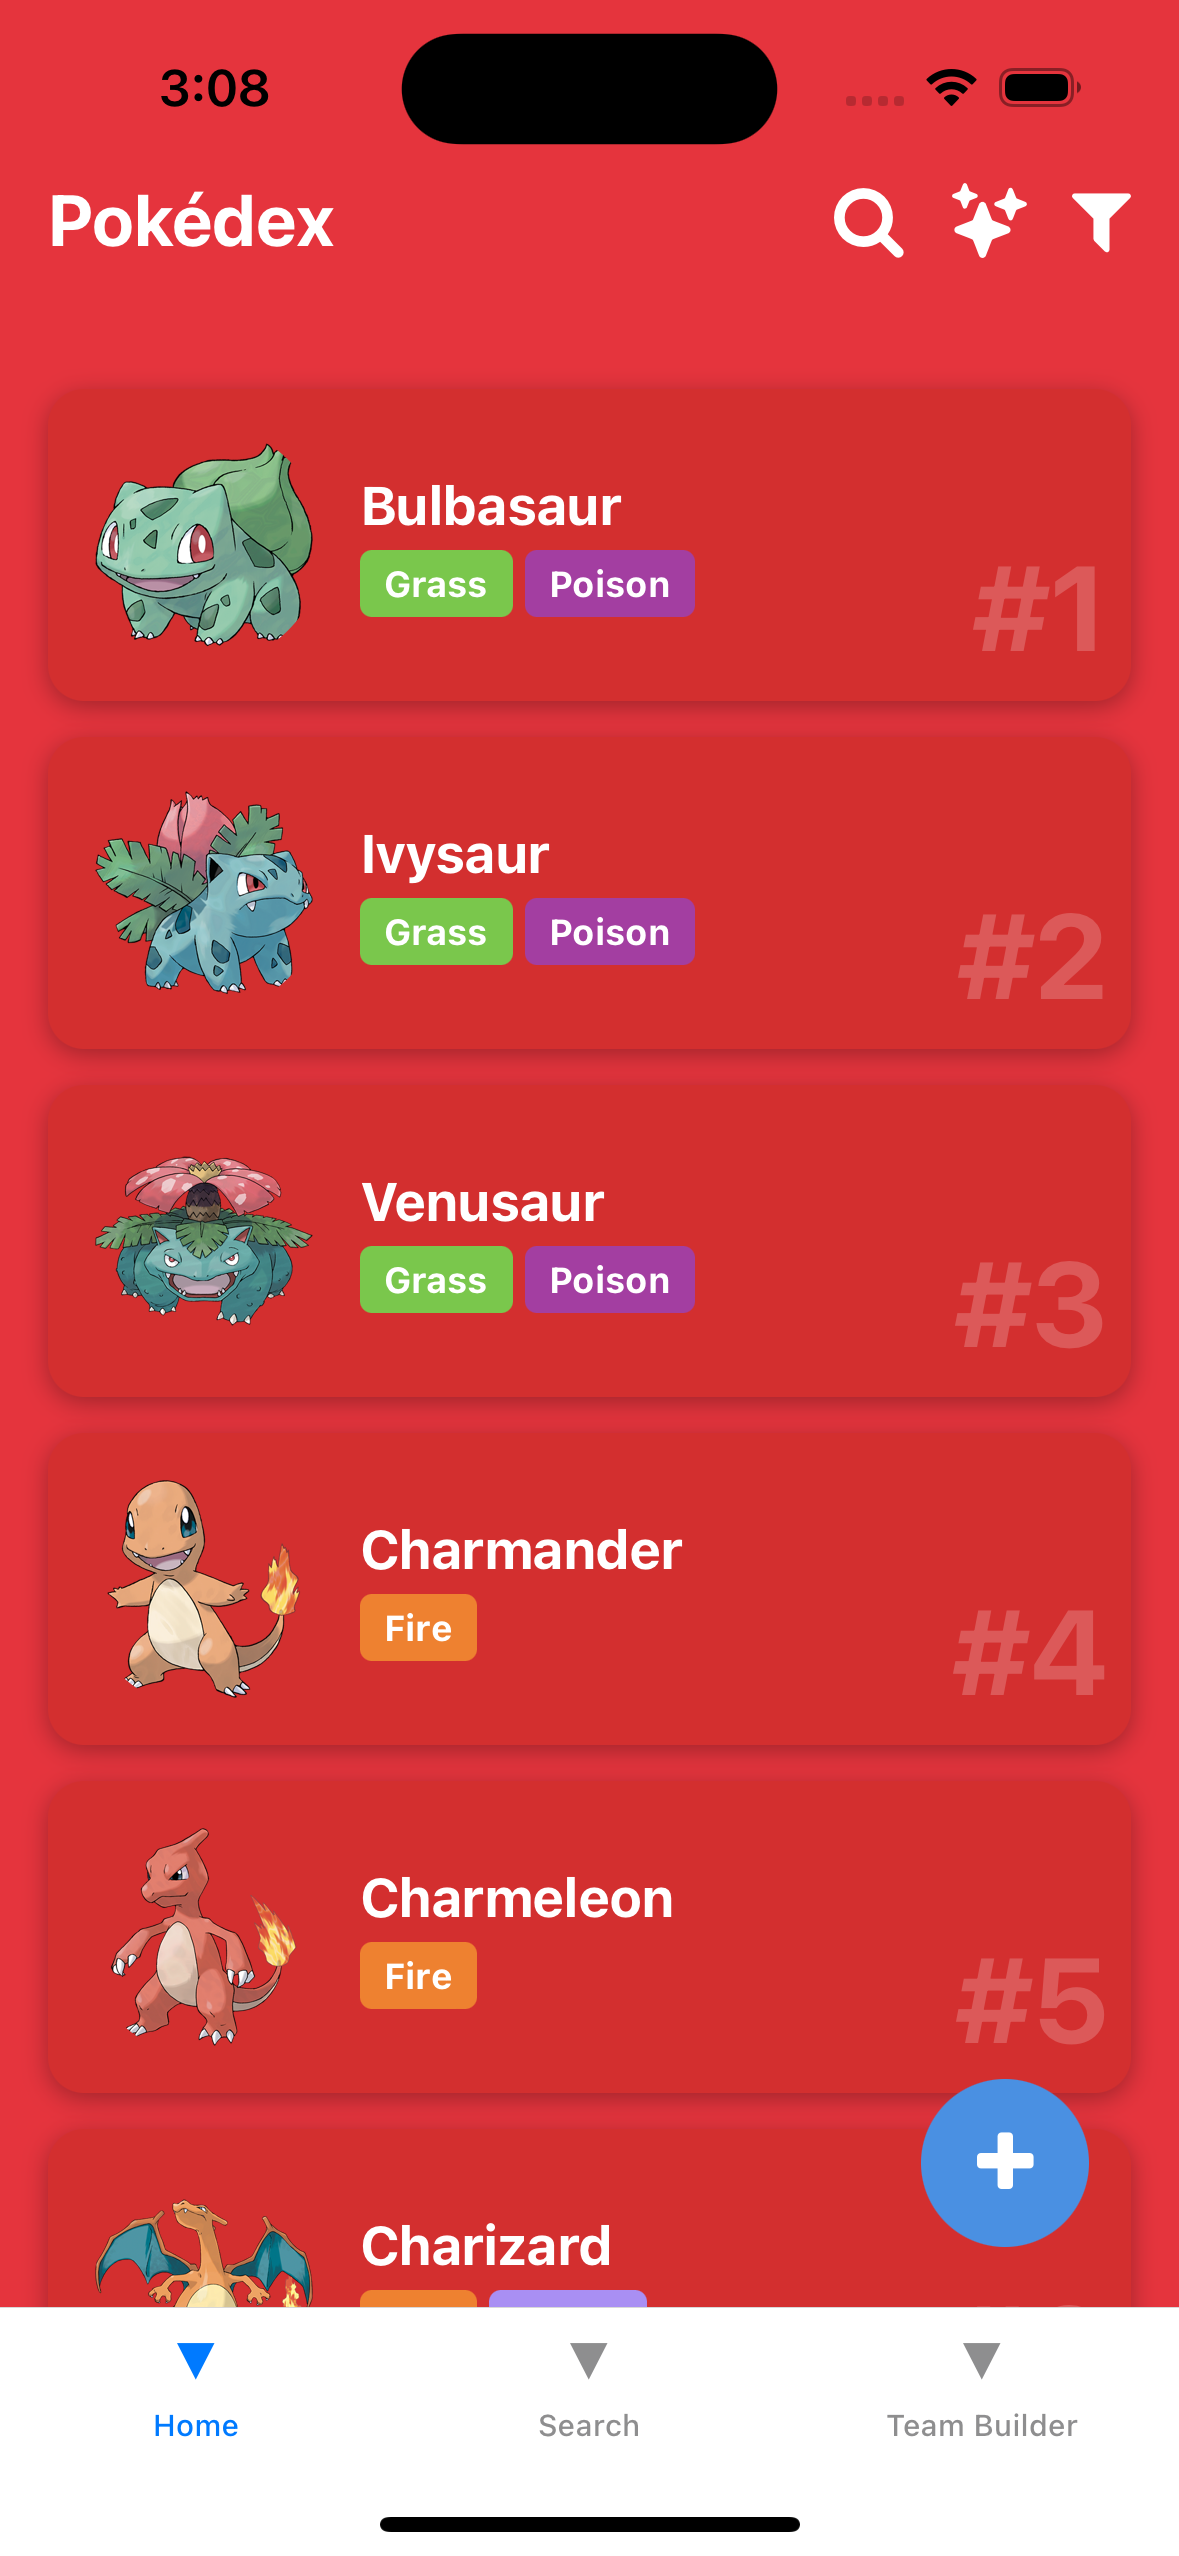 3:08
Pokédex
Bulbasaur
Grass Poison
#1
Ivysaur
Grass Poison
#2
Venusaur
Grass Poison
#3
Charmander
Fire
#4
Charmeleon
Fire
#5
Charizard
Home Search Team Builder